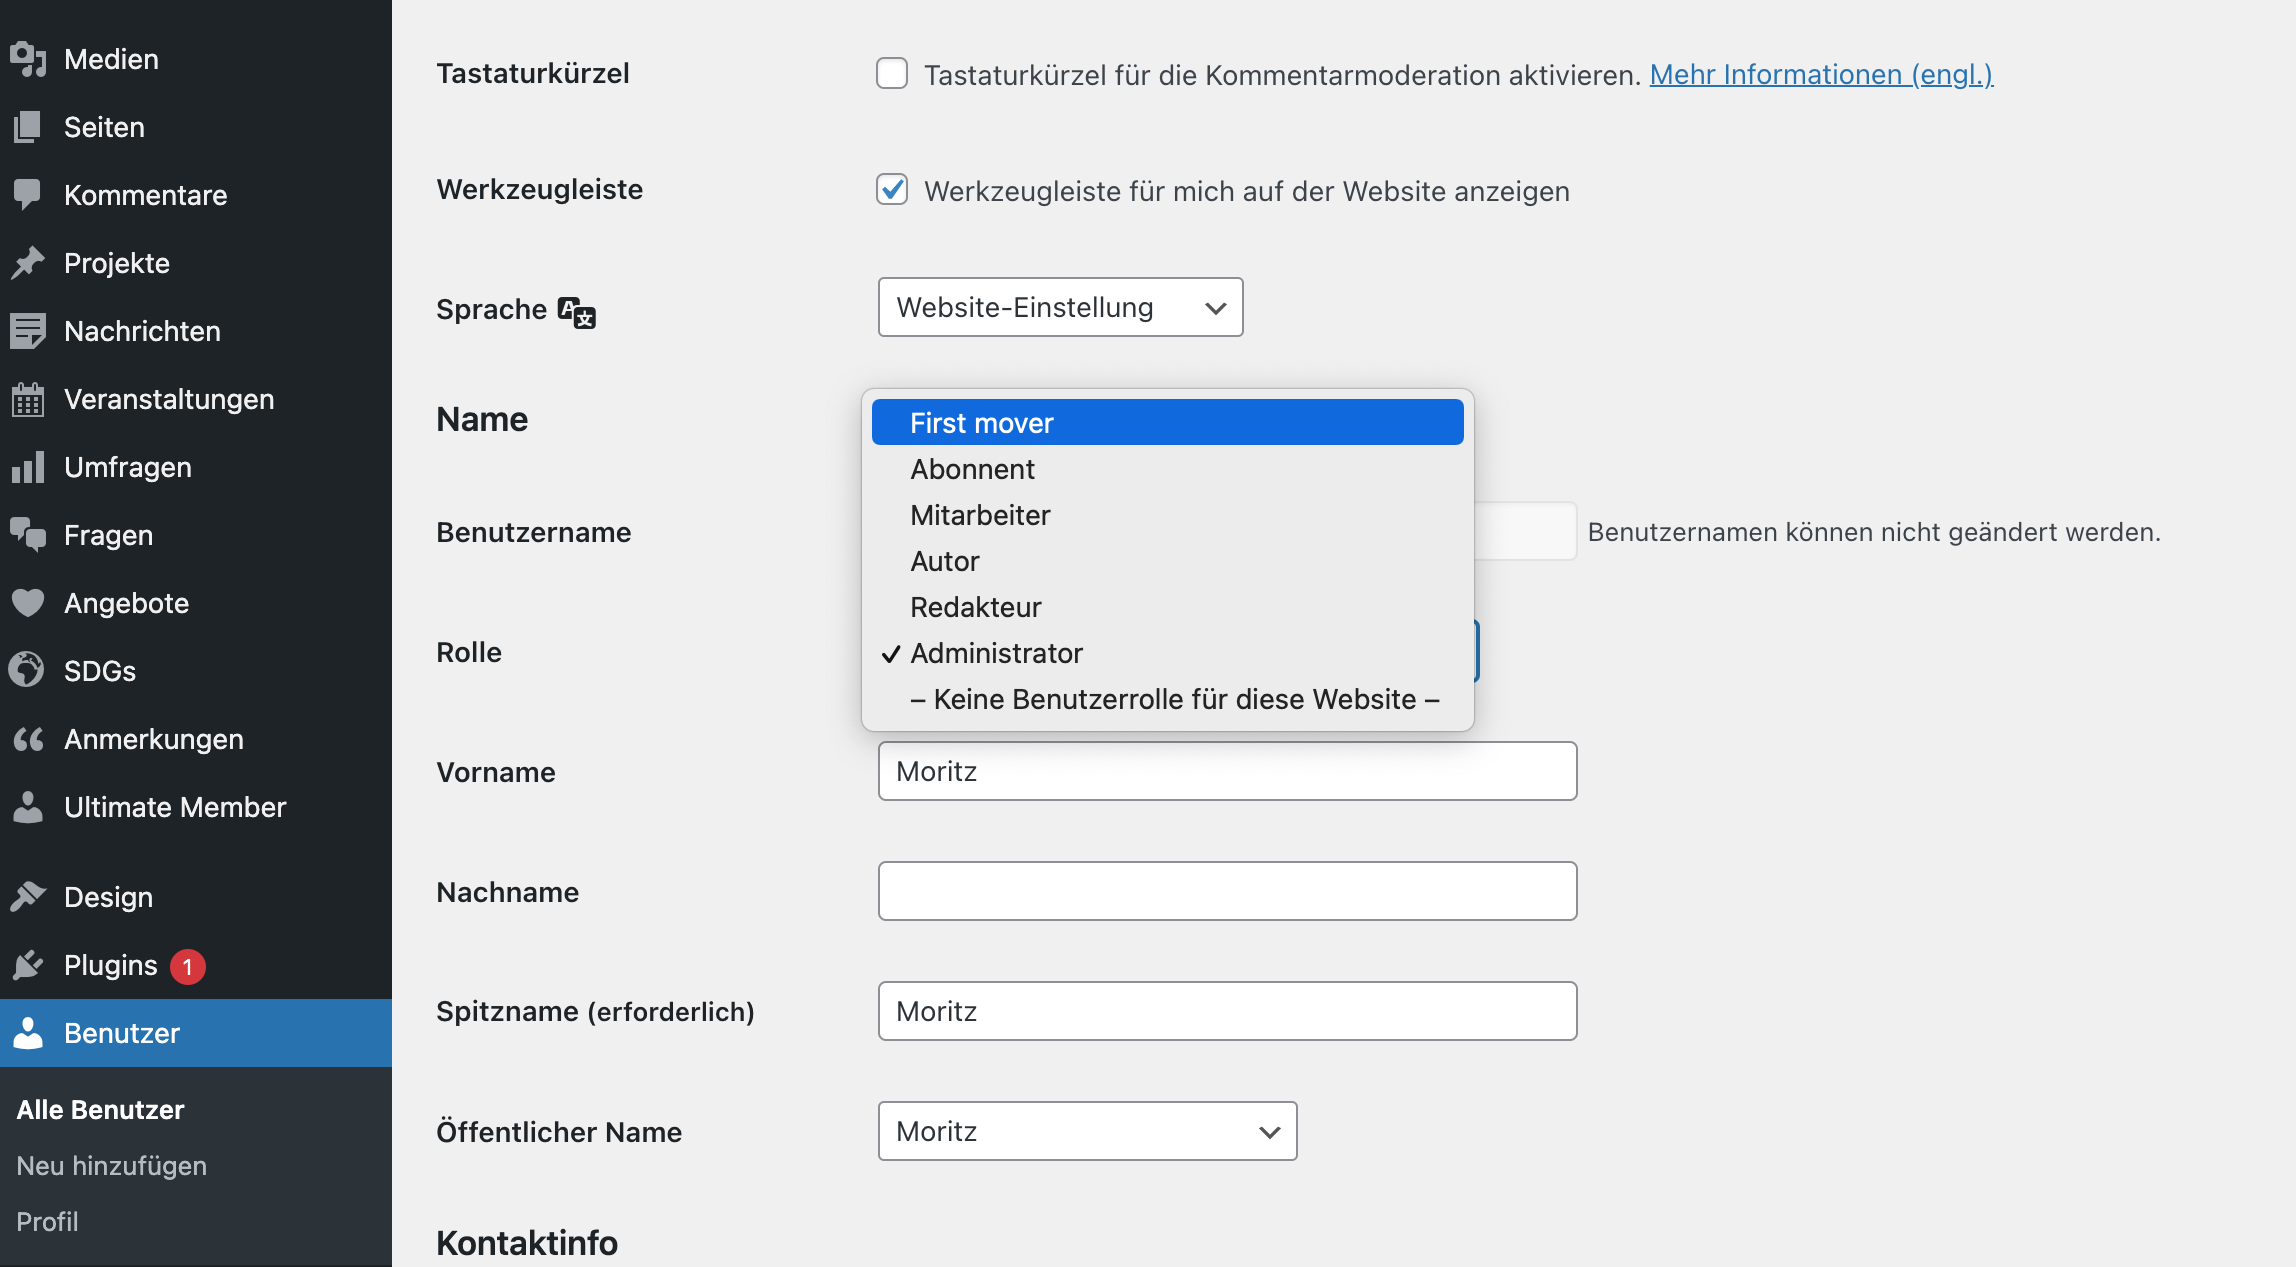 Medien
Seiten
Kommentare
Projekte
Nachrichten
Veranstaltungen
Umfragen
Fragen
Angebote
SDGs
Anmerkungen
Ultimate Member
Design
Plugins 1
Benutzer
Alle Benutzer
Neu hinzufügen
Profil
Tastaturkürzel
Tastaturkürzel für die Kommentarmoderation aktivieren. Mehr Informationen (engl.)
Werkzeugleiste
Werkzeugleiste für mich auf der Website anzeigen
Sprache A文
Website-Einstellung
Name
First mover
Abonnent
Mitarbeiter
Autor
Redakteur
Administrator
– Keine Benutzerrolle für diese Website –
Benutzername
Benutzernamen können nicht geändert werden.
Rolle
Vorname
Moritz
Nachname
Spitzname (erforderlich)
Moritz
Öffentlicher Name
Moritz
Kontaktinfo